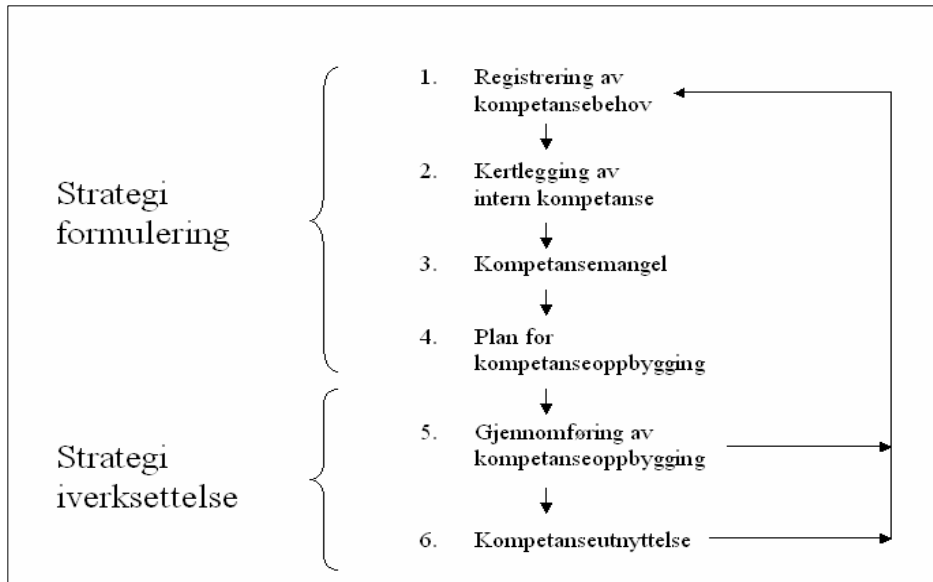 Strategi
formulering
1. Registrering av
kompetansebehov
2. Kertlegging av
intern kompetanse
3. Kompetansemangel
4. Plan for
kompetanseoppbygging
Strategi
iverksettelse
5. Gjennomføring av
kompetanseoppbygging
6. Kompetanseutnyttelse